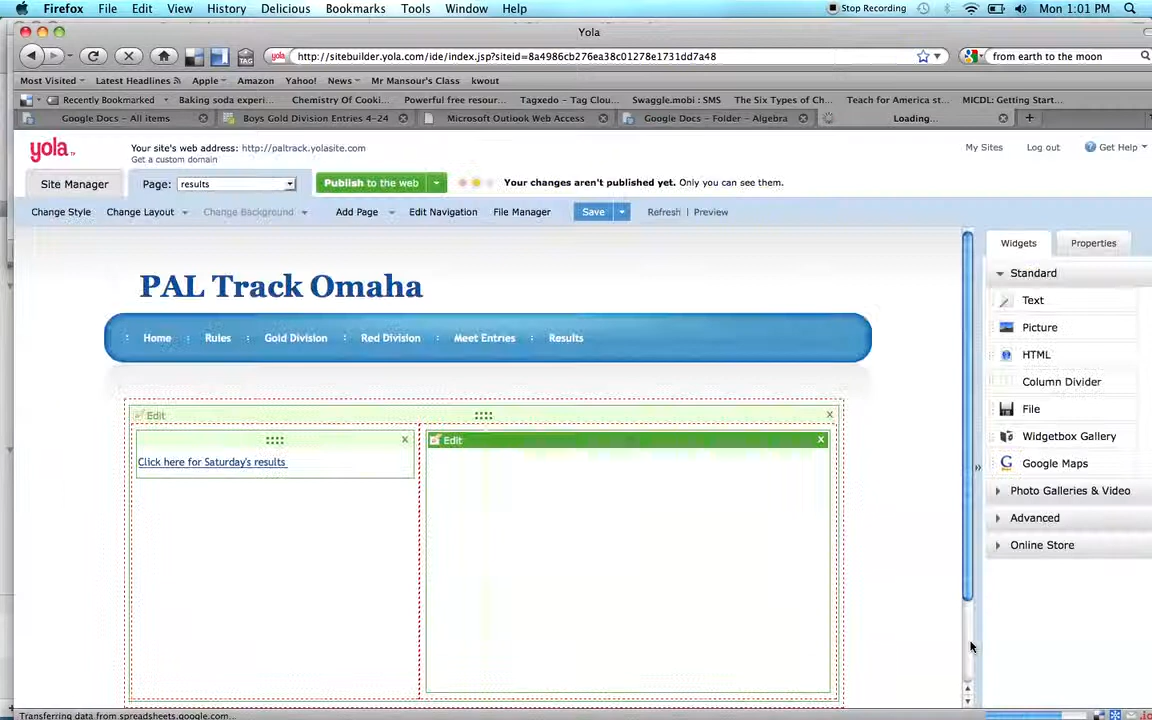 Firefox File Edit View History Delicious Bookmarks Tools Window Help Stop Recording Mon 1:01 PM
Yola
TAG yola http://sitebuilder.yola.com/ide/index.jsp?siteid=8a4986cb276ea38c01278e1731dd7a48 from earth to the moon
Most Visited Latest Headlines Apple Amazon Yahoo! News Mr Mansour's Class kwout
Recently Bookmarked Baking soda experi... Chemistry Of Cooki... Powerful free resour... Tagxedo – Tag Clou... Swaggle.mobi : SMS The Six Types of Ch... Teach for America st... MICDL: Getting Start...
Google Docs – All items Boys Gold Division Entries 4–24 Microsoft Outlook Web Access Google Docs – Folder – Algebra Loading...
yola Your site's web address: http://paltrack.yolasite.com My Sites Log out Get Help
Get a custom domain
Site Manager Page: results Publish to the web Your changes aren't published yet. Only you can see them.
Change Style Change Layout Change Background Add Page Edit Navigation File Manager Save Refresh | Preview
Widgets Properties
PAL Track Omaha
Home Rules Gold Division Red Division Meet Entries Results
Edit
Edit
Click here for Saturday's results
Standard
Text
Picture
HTML
Column Divider
File
Widgetbox Gallery
Google Maps
Photo Galleries & Video
Advanced
Online Store
Transferring data from spreadsheets.google.com...